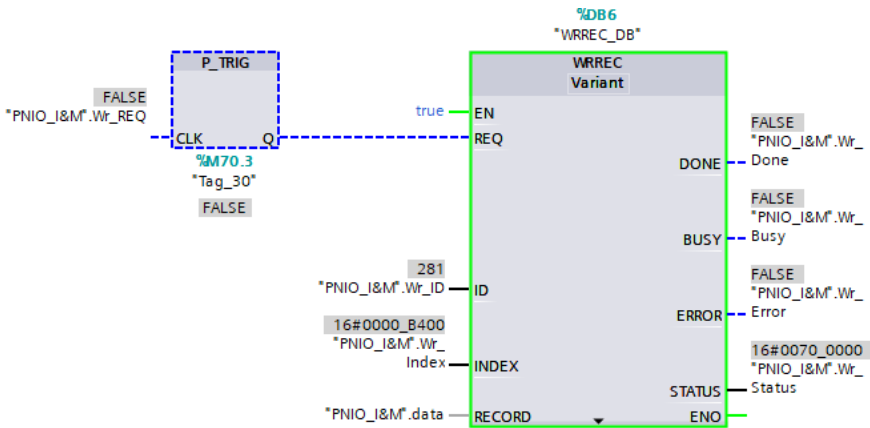 %DB6
"WRREC_DB"
P_TRIG
WRREC
Variant
FALSE
"PNIO_I&M".Wr_REQ
true
EN
CLK
Q
REQ
%M70.3
"Tag_30"
FALSE
FALSE
"PNIO_I&M".Wr_
DONE
Done
FALSE
"PNIO_I&M".Wr_
BUSY
Busy
281
"PNIO_I&M".Wr_ID
ID
FALSE
"PNIO_I&M".Wr_
ERROR
Error
16#0000_B400
"PNIO_I&M".Wr_
Index
INDEX
16#0070_0000
"PNIO_I&M".Wr_
STATUS
Status
"PNIO_I&M".data
RECORD
ENO